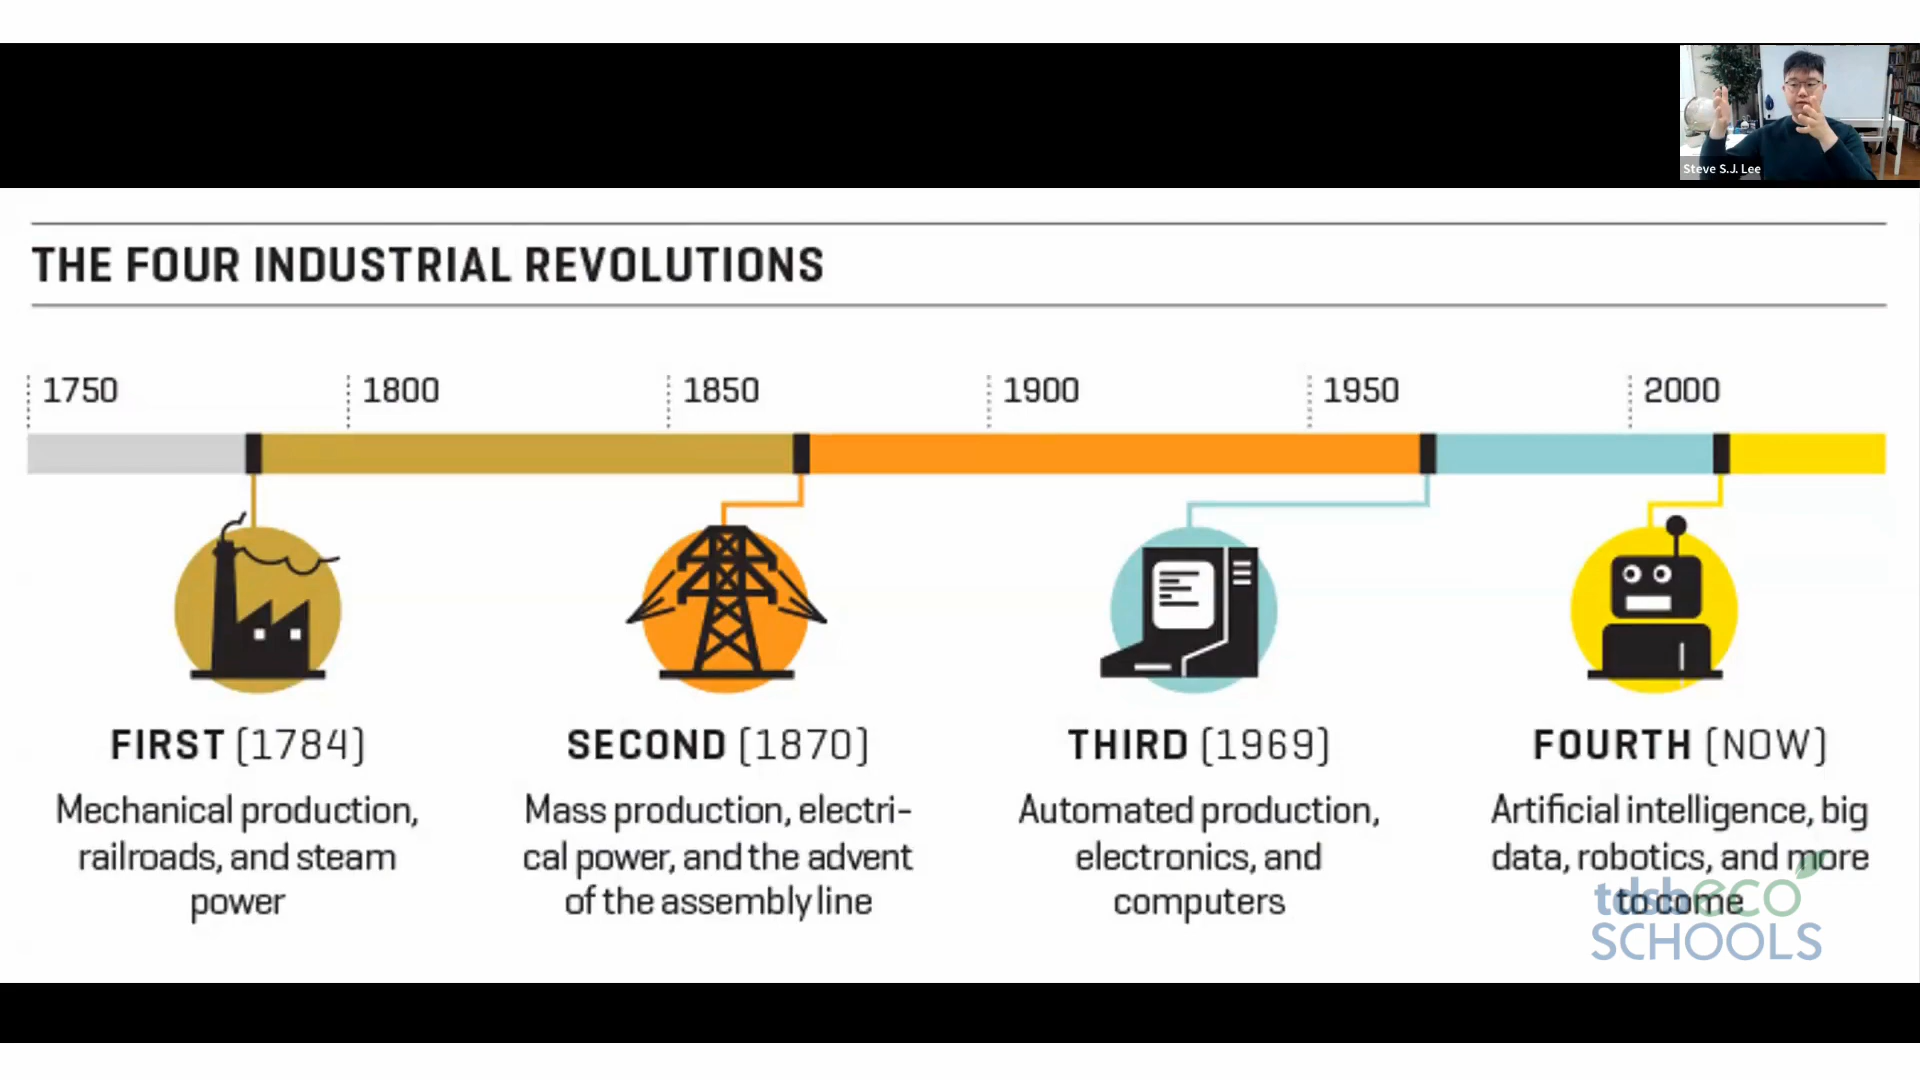 Steve S.J. Lee
THE FOUR INDUSTRIAL REVOLUTIONS
1750
1800
1850
1900
1950
2000
FIRST (1784)
Mechanical production,
railroads, and steam
power
SECOND (1870)
Mass production, electri-
cal power, and the advent
of the assembly line
THIRD (1969)
Automated production,
electronics, and
computers
FOURTH (NOW)
Artificial intelligence, big
data, robotics, and more
to come
tdsbeco
SCHOOLS